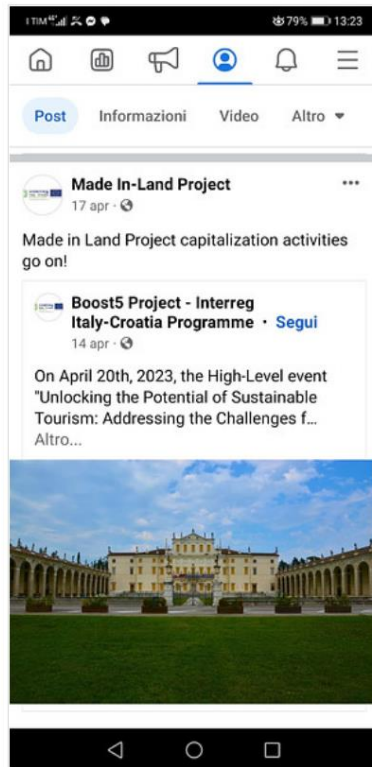 TIM
79% 13:23
Post Informazioni Video Altro
Made In-Land Project
17 apr ·
Made in Land Project capitalization activities
go on!
Boost5 Project - Interreg
Italy-Croatia Programme · Segui
14 apr ·
On April 20th, 2023, the High-Level event
"Unlocking the Potential of Sustainable
Tourism: Addressing the Challenges f...
Altro...